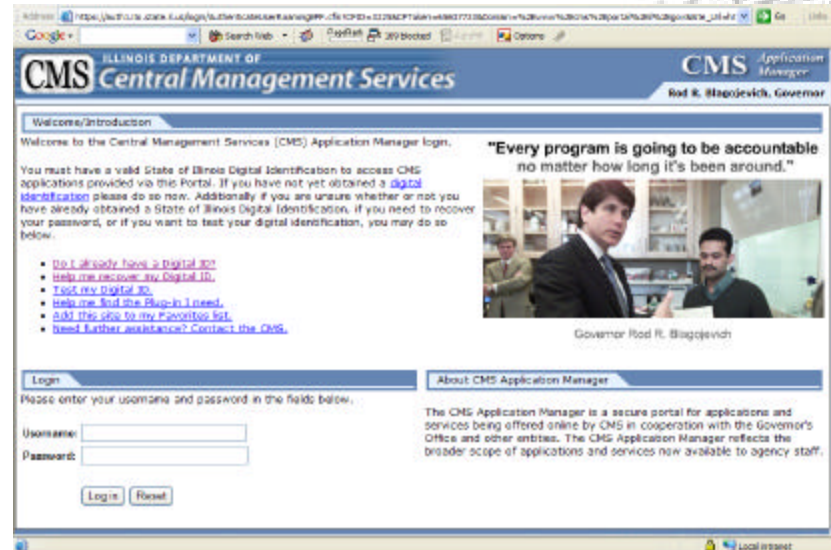 Address
Google
Search Web
PageRank
389 blocked
Options
Go
Links
ILLINOIS DEPARTMENT OF
CMS Central Management Services
CMS Application Manager
Rod R. Blagojevich, Governor
Welcome/Introduction
Welcome to the Central Management Services (CMS) Application Manager login.
You must have a valid State of Illinois Digital Identification to access CMS
applications provided via this Portal. If you have not yet obtained a digital
identification please do so now. Additionally if you are unsure whether or not you
have already obtained a State of Illinois Digital Identification, if you need to recover
your password, or if you want to test your digital identification, you may do so
below.
Do I already have a Digital ID?
Help me recover my Digital ID.
Test my Digital ID.
Help me find the Plug-in I need.
Add this site to my Favorites list.
Need further assistance? Contact the CMS.
"Every program is going to be accountable
no matter how long it's been around."
Governor Rod R. Blagojevich
Login
Please enter your username and password in the fields below.
Username:
Password:
Login Reset
About CMS Application Manager
The CMS Application Manager is a secure portal for applications and
services being offered online by CMS in cooperation with the Governor's
Office and other entities. The CMS Application Manager reflects the
broader scope of applications and services now available to agency staff.
Local intranet